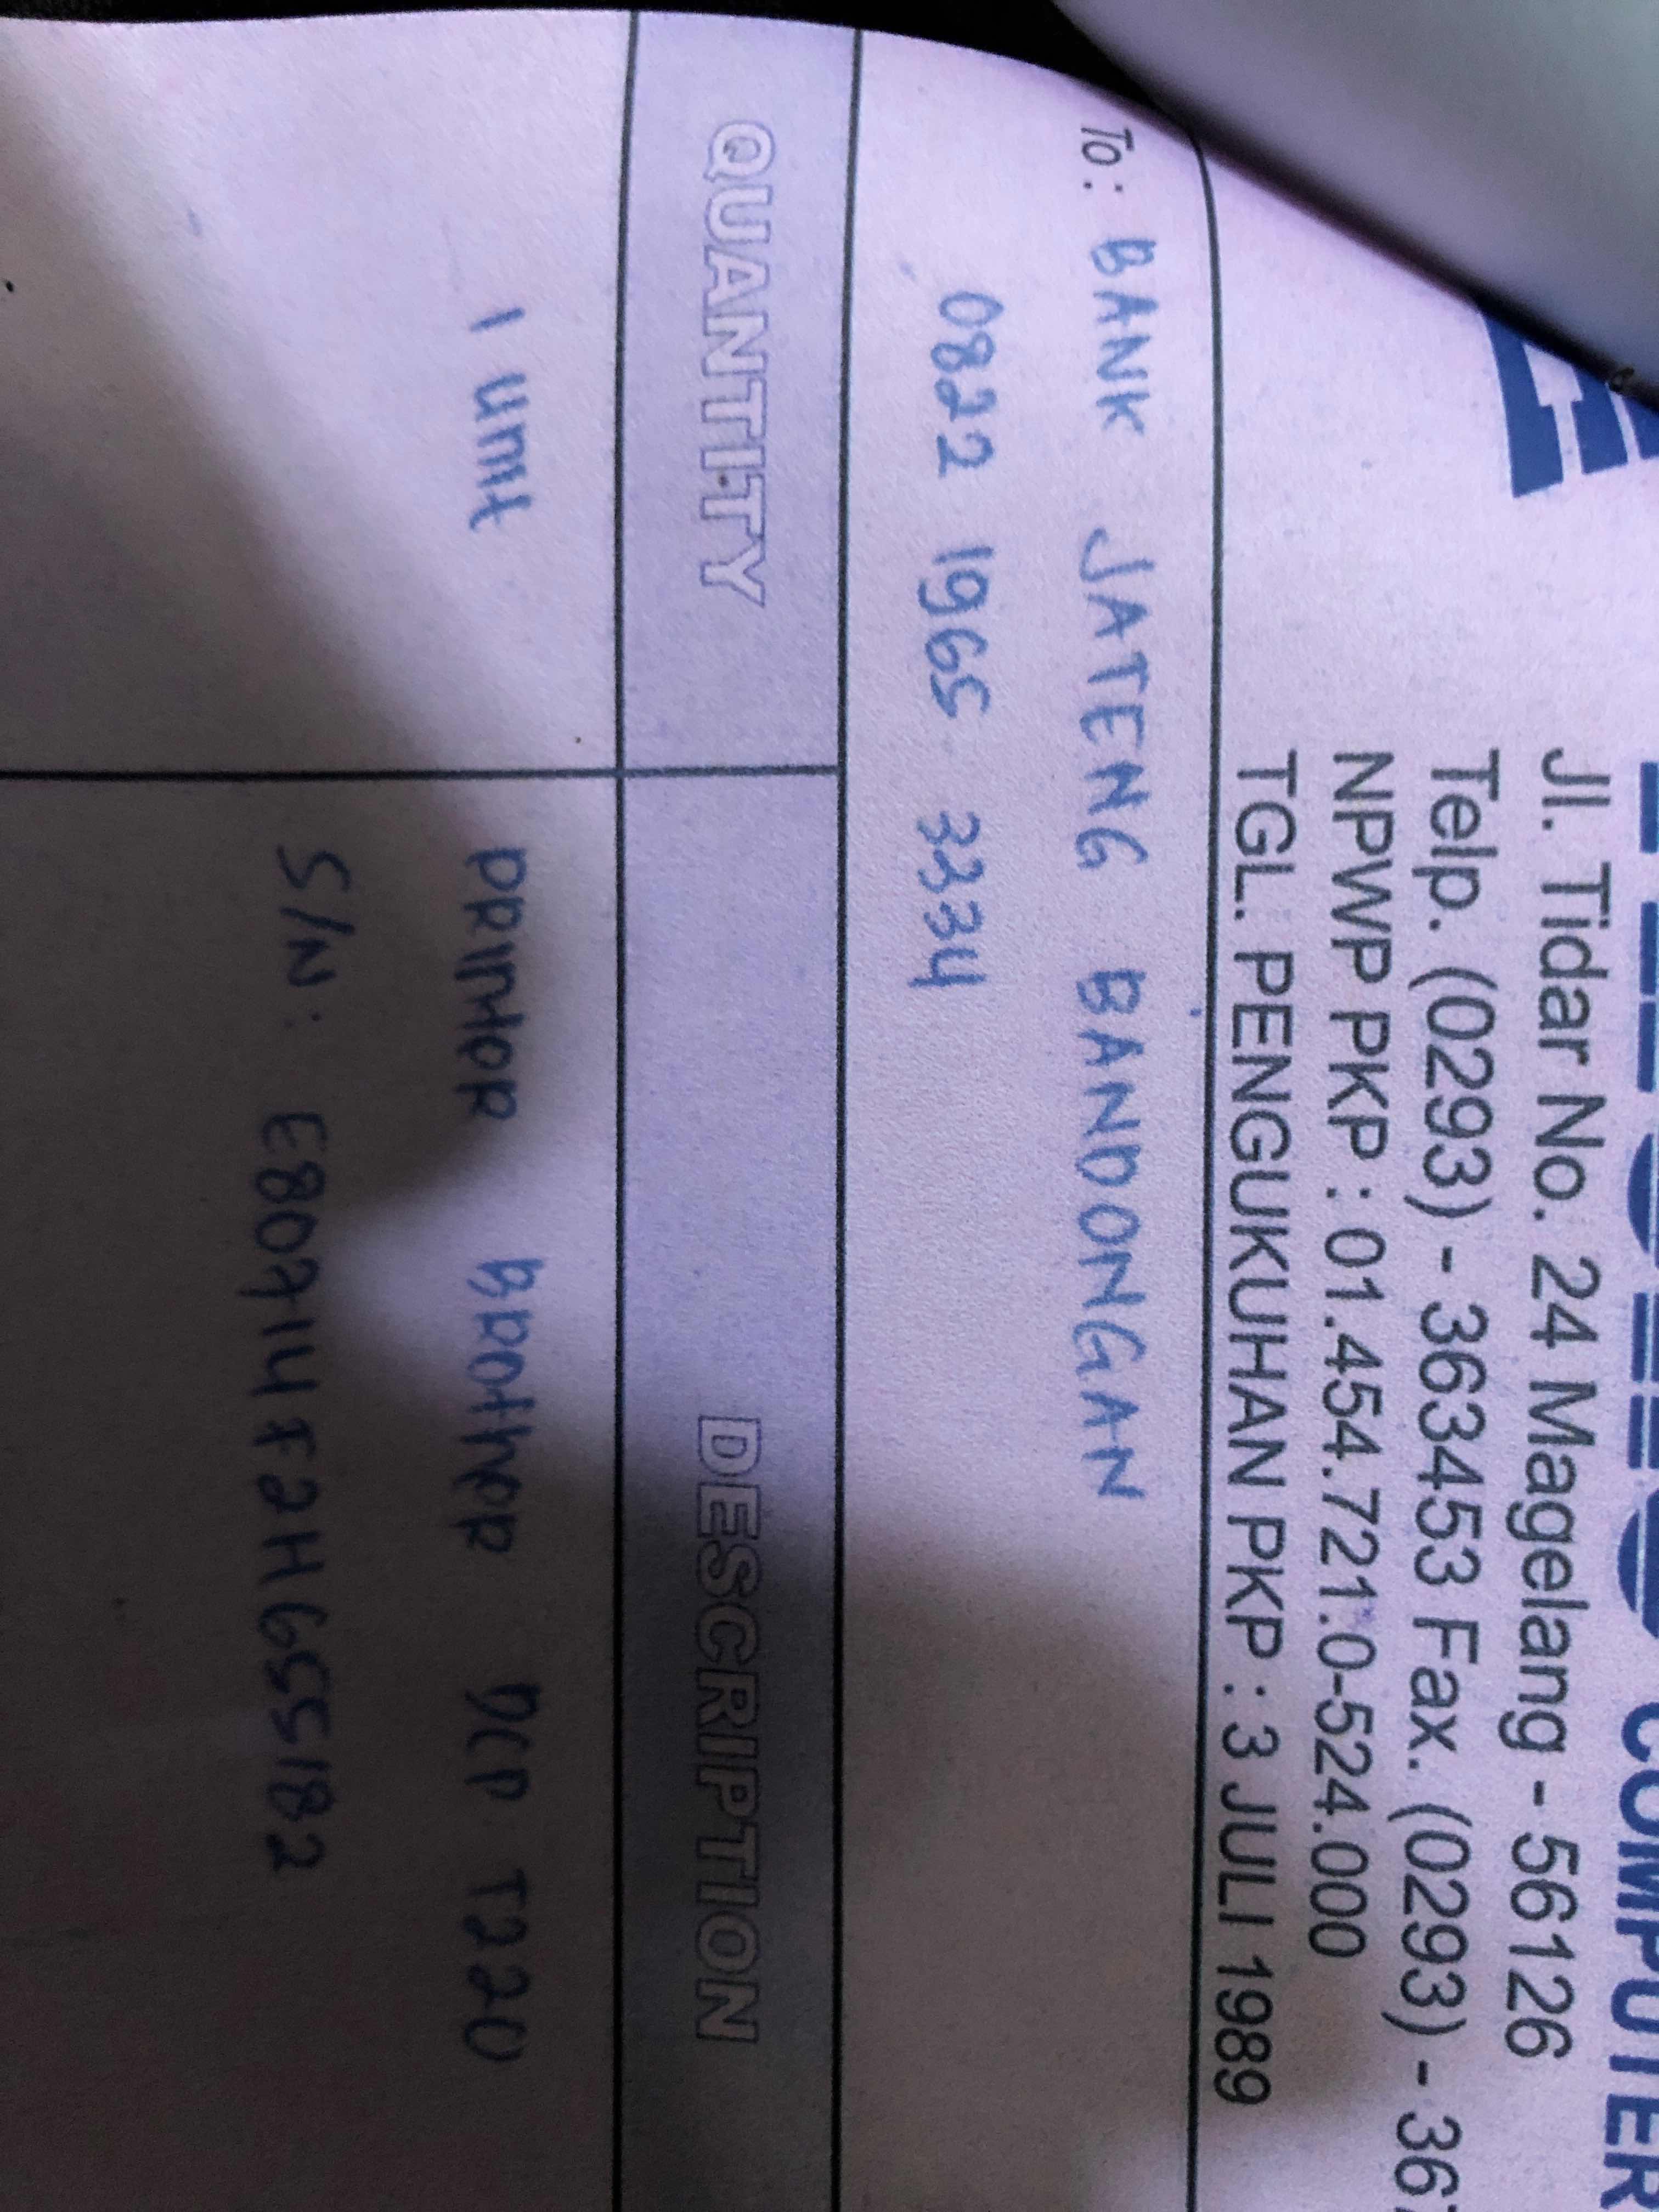 COMPUTER
Jl. Tidar No. 24 Magelang - 56126
Telp. (0293) - 363453 Fax. (0293) - 36
NPWP PKP : 01.454.721.0-524.000
TGL. PENGUKUHAN PKP : 3 JULI 1989
To : BANK JATENG BANDONGAN
0822 1965 3334
QUANTITY DESCRIPTION
1 Unit PRINTER BROTHER DCP T220
S/N : E80714F2H655182